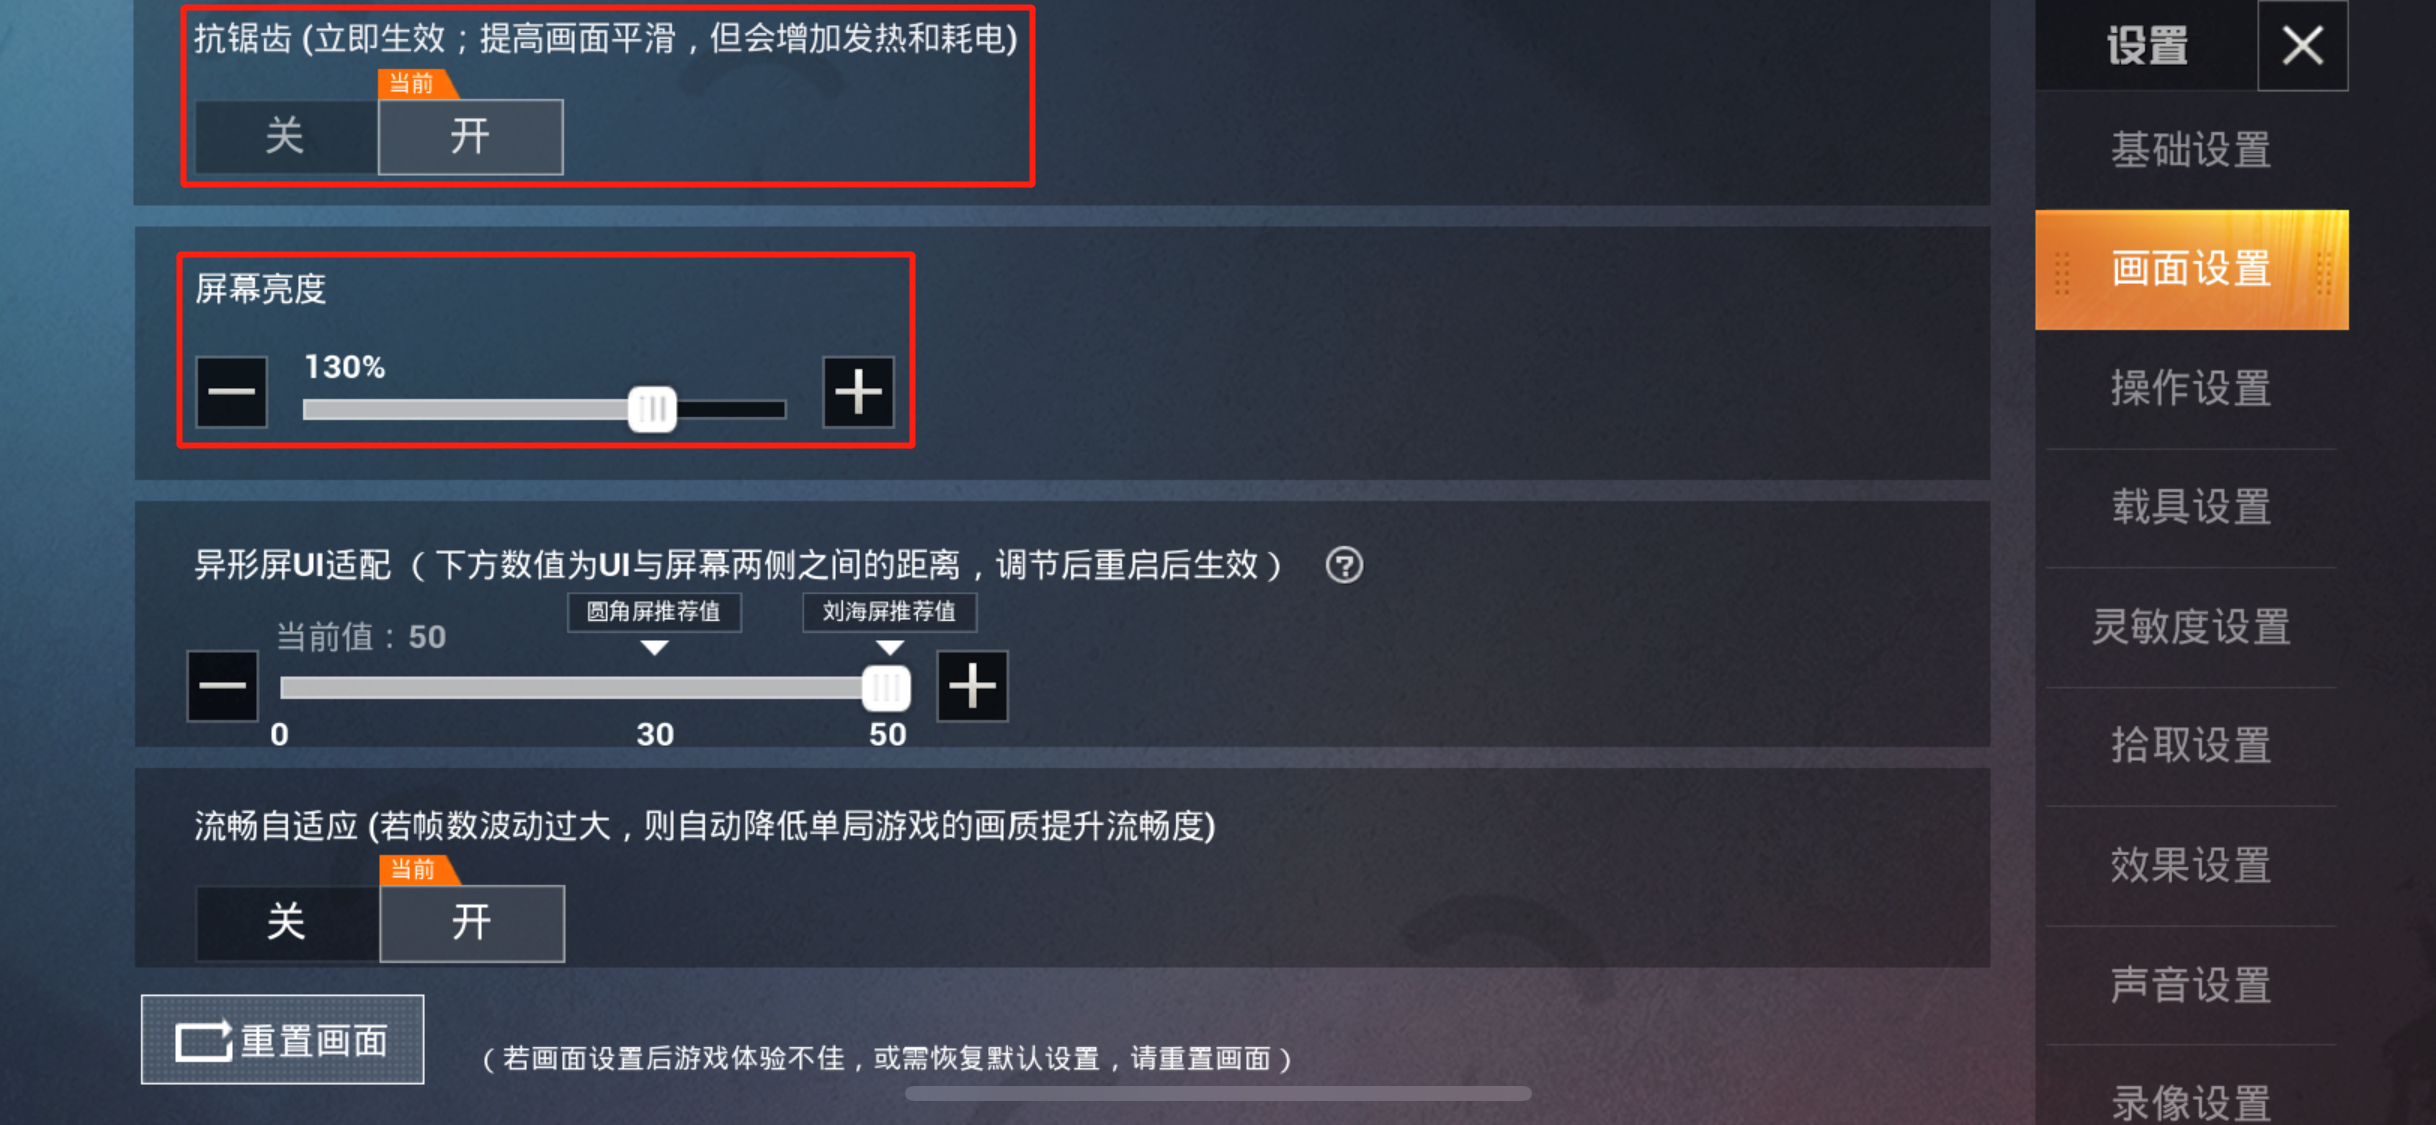 抗锯齿 (立即生效；提高画面平滑，但会增加发热和耗电)
当前
关
开
屏幕亮度
130%
异形屏UI适配（下方数值为UI与屏幕两侧之间的距离，调节后重启后生效） ?
圆角屏推荐值
刘海屏推荐值
当前值：50
0
30
50
流畅自适应 (若帧数波动过大，则自动降低单局游戏的画质提升流畅度)
当前
关
开
重置画面
（若画面设置后游戏体验不佳，或需恢复默认设置，请重置画面）
设置
基础设置
画面设置
操作设置
载具设置
灵敏度设置
拾取设置
效果设置
声音设置
录像设置